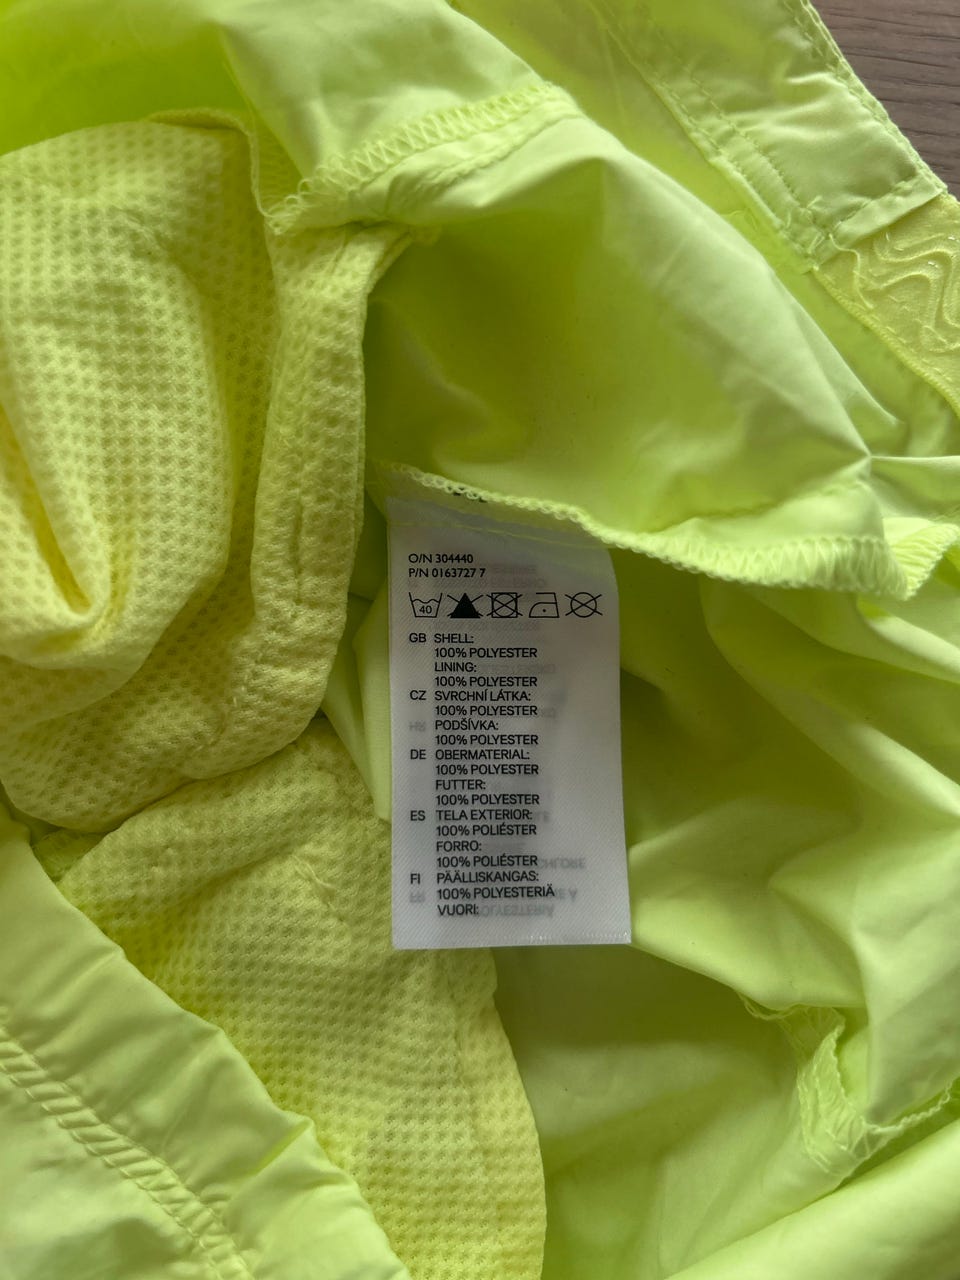 O/N 304440
P/N 0163727 7
40
GB SHELL:
100% POLYESTER
LINING:
100% POLYESTER
CZ SVRCHNÍ LÁTKA:
100% POLYESTER
PODŠÍVKA:
100% POLYESTER
DE OBERMATERIAL:
100% POLYESTER
FUTTER:
100% POLYESTER
ES TELA EXTERIOR:
100% POLIÉSTER
FORRO:
100% POLIÉSTER
FI PÄÄLLISKANGAS:
100% POLYESTERIÄ
VUORI: